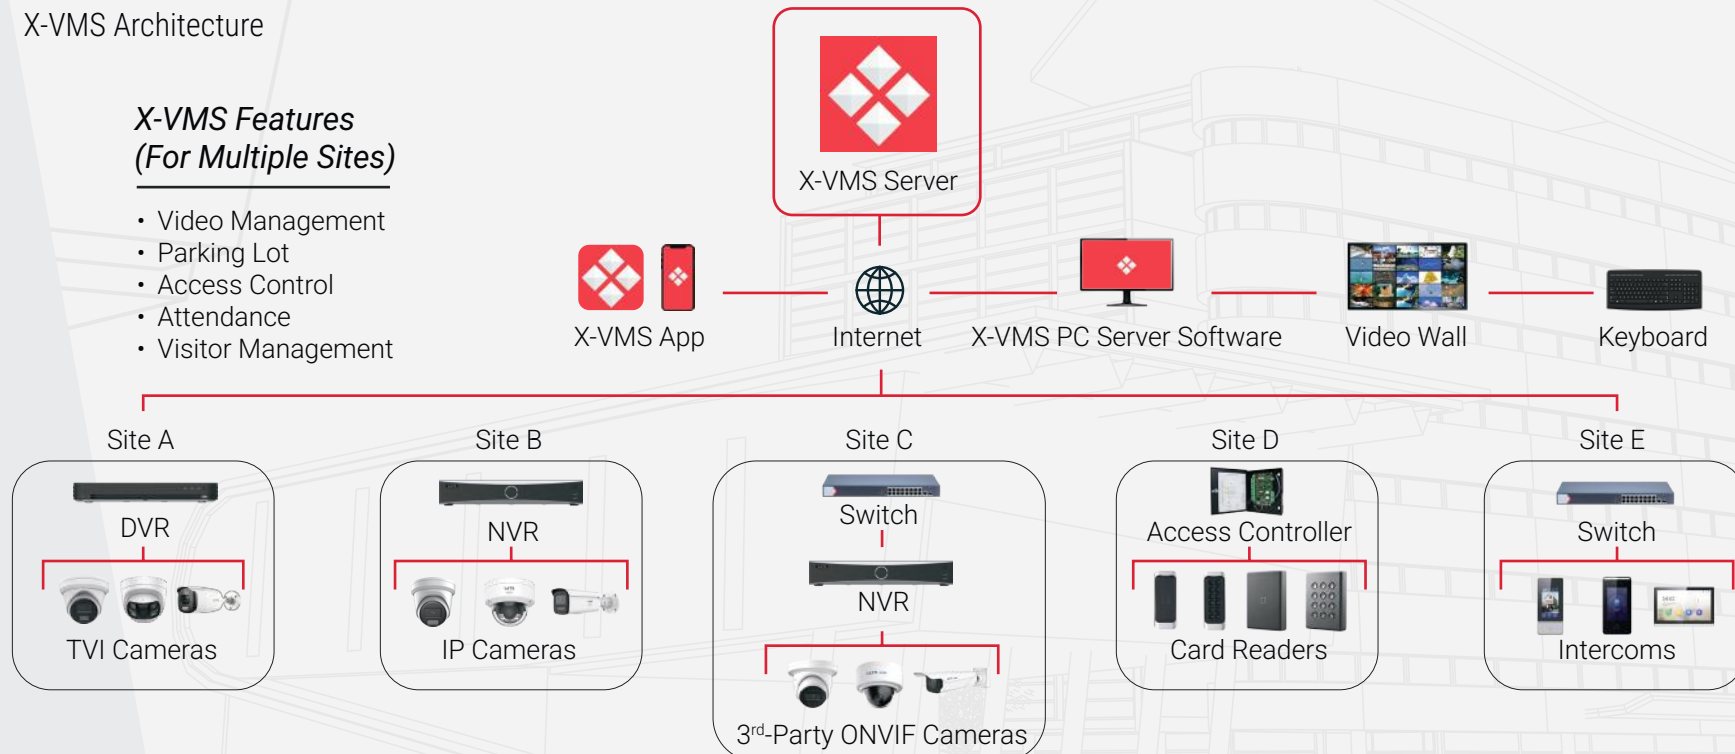 X-VMS Architecture
X-VMS Features
(For Multiple Sites)
• Video Management
• Parking Lot
• Access Control
• Attendance
• Visitor Management
X-VMS Server
X-VMS App
Internet
X-VMS PC Server Software
Video Wall
Keyboard
Site A
DVR
TVI Cameras
Site B
NVR
IP Cameras
Site C
Switch
NVR
3rd-Party ONVIF Cameras
Site D
Access Controller
Card Readers
Site E
Switch
Intercoms